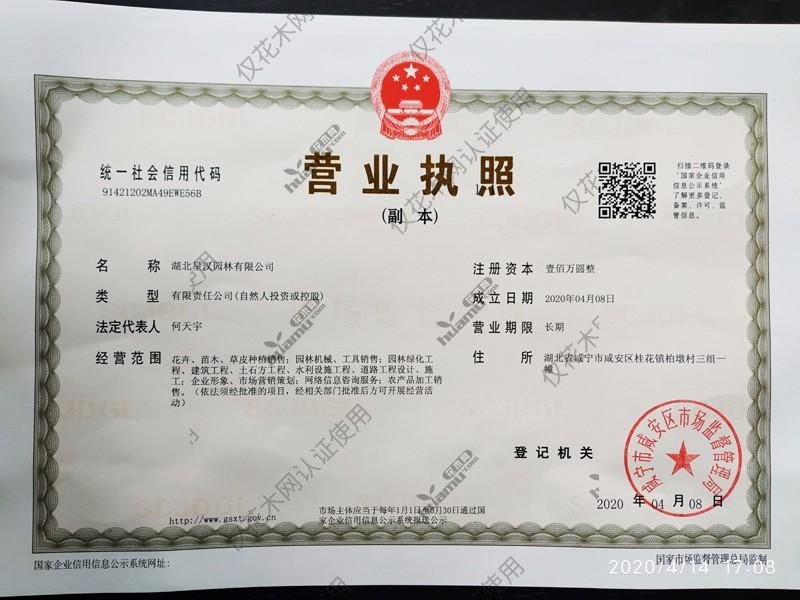 营业执照
(副 本)
统一社会信用代码
91421202MA49EWE56B
扫描二维码登录
'国家企业信用
信息公示系统'
了解更多登记、
备案、许可、监
管信息。
名 称 湖北星汉园林有限公司
类 型 有限责任公司(自然人投资或控股)
法定代表人 何天宇
经营范围 花卉、苗木、草皮种植销售；园林机械、工具销售；园林绿化工
程、建筑工程、土石方工程、水利设施工程、道路工程设计、施
工；企业形象、市场营销策划；网络信息咨询服务；农产品加工销
售。（依法须经批准的项目，经相关部门批准后方可开展经营活
动）
注册资本 壹佰万圆整
成立日期 2020年04月08日
营业期限 长期
住 所 湖北省咸宁市咸安区桂花镇柏墩村三组一
幢
登记机关
咸宁市咸安区市场监督管理局
2020 年 04 月 08 日
http://www.gsxt.gov.cn
市场主体应当于每年1月1日至6月30日通过国
家企业信用信息公示系统报送公示
国家企业信用信息公示系统网址：
国家市场监督管理总局监制
2020/4/14 17:08
仅花木网认证使用
花木网
huamu.com